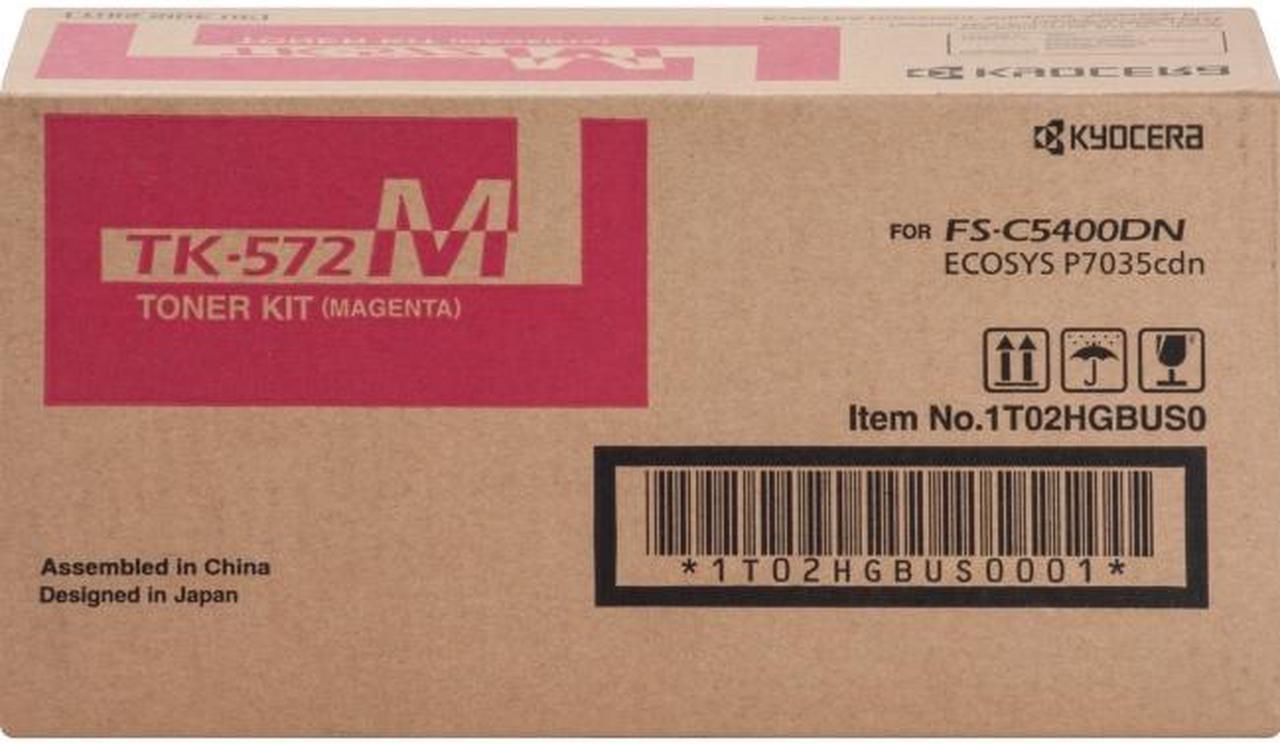 KYOCERA
KYOCERA
TK-572M
TONER KIT (MAGENTA)
FOR FS-C5400DN
ECOSYS P7035cdn
Item No.1T02HGBUS0
*1T02HGBUS0001*
Assembled in China
Designed in Japan